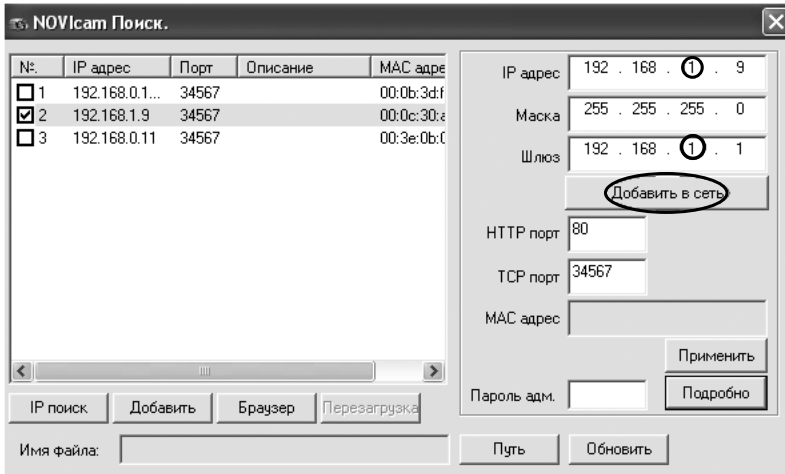 NOVIcam Поиск.
№. IP адрес Порт Описание MAC адре
1 192.168.0.1... 34567 00:0b:3d:f
2 192.168.1.9 34567 00:0c:30:a
3 192.168.0.11 34567 00:3e:0b:0
IP поиск Добавить Браузер Перезагрузка
IP адрес 192 . 168 . 1 . 9
Маска 255 . 255 . 255 . 0
Шлюз 192 . 168 . 1 . 1
Добавить в сеть
HTTP порт 80
TCP порт 34567
MAC адрес
Применить
Пароль адм. Подробно
Имя файла: Путь Обновить